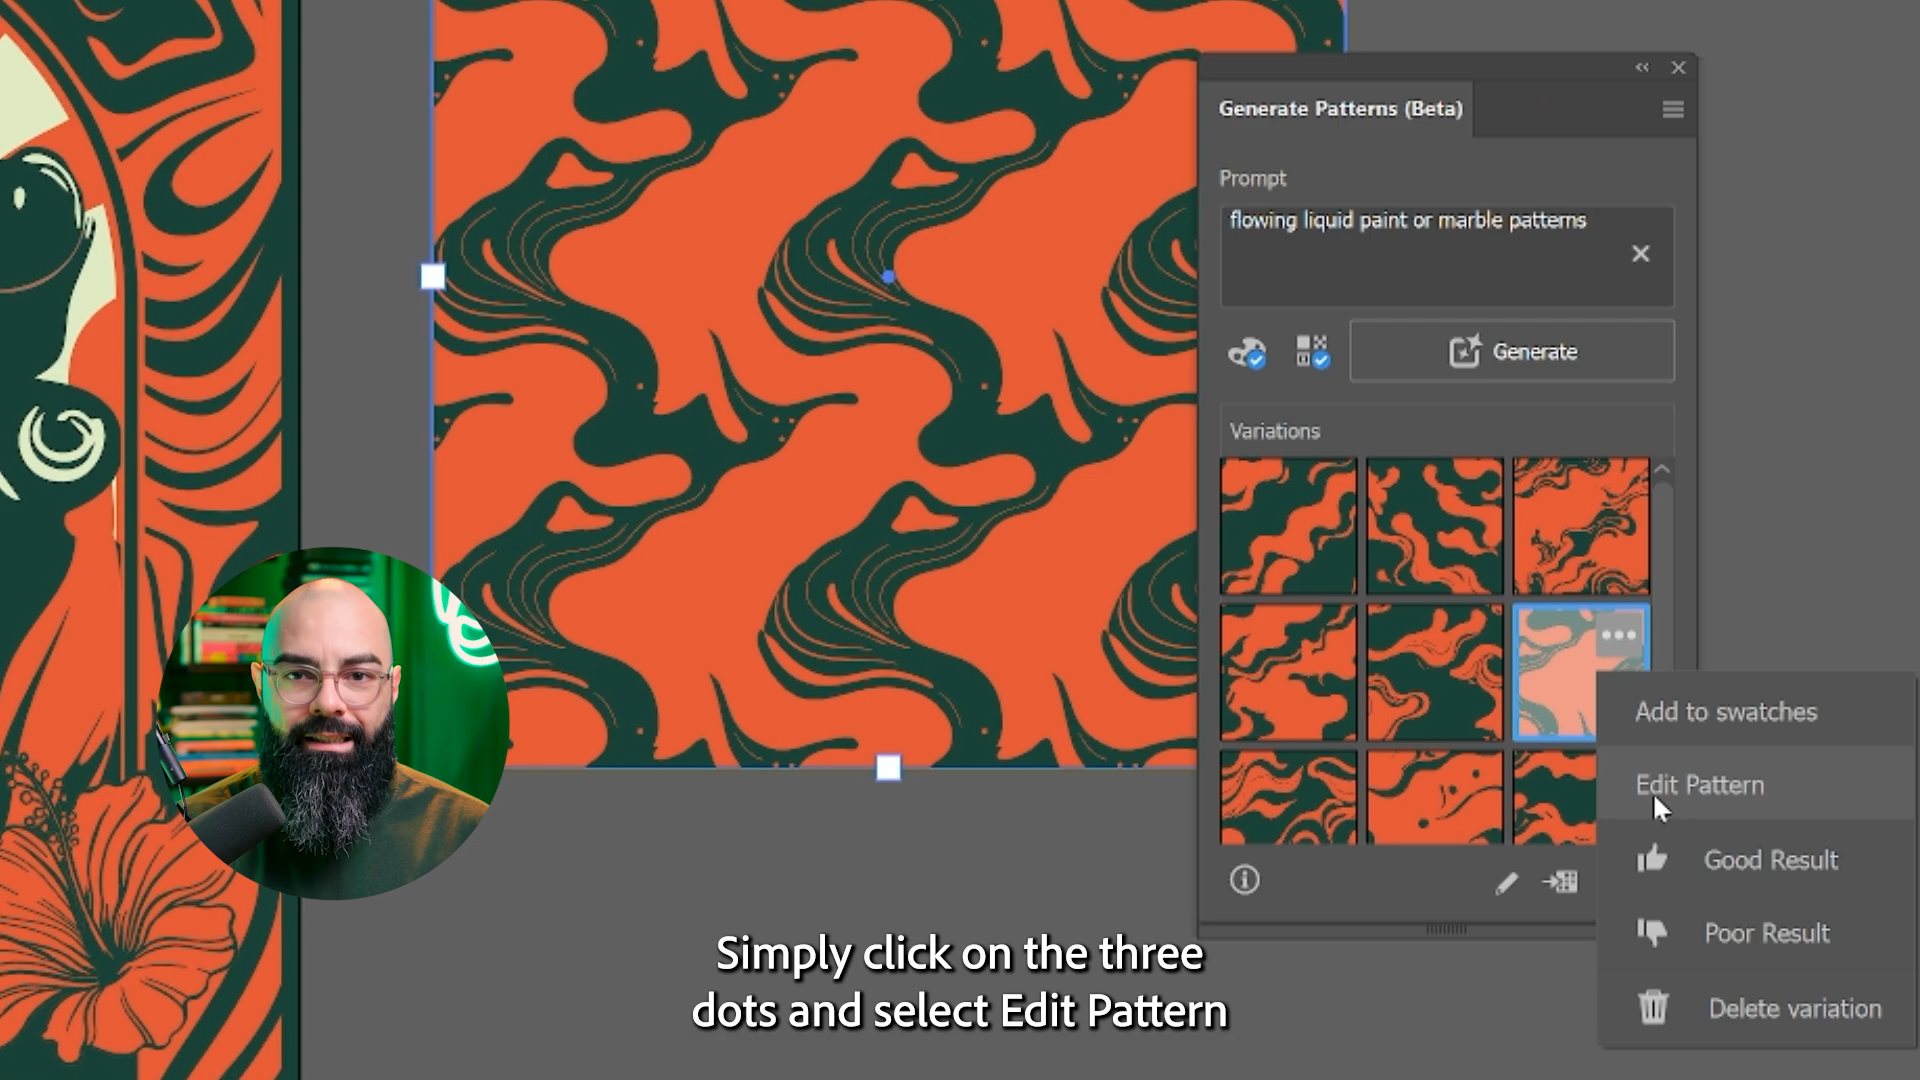 Generate Patterns (Beta)
Prompt
flowing liquid paint or marble patterns
Generate
Variations
Add to swatches
Edit Pattern
Good Result
Poor Result
Delete variation
Simply click on the three
dots and select Edit Pattern